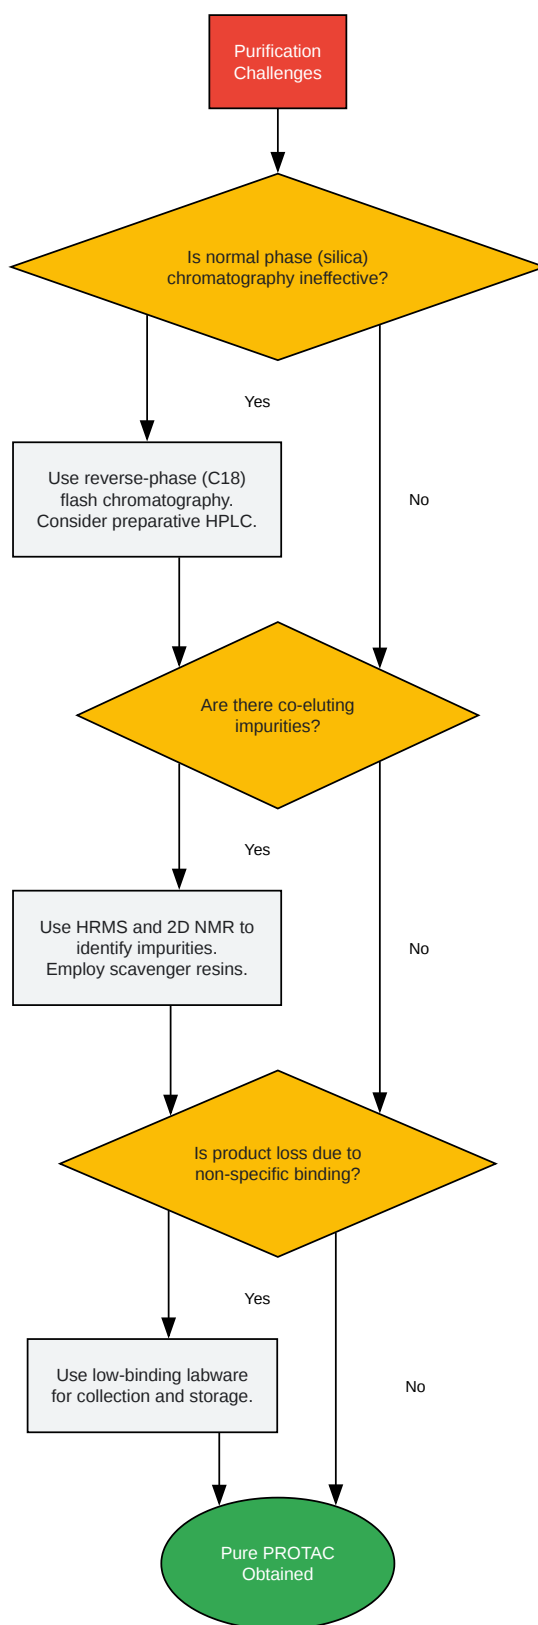 Purification
Challenges
Is normal phase (silica)
chromatography ineffective?
Yes
Use reverse-phase (C18)
flash chromatography.
Consider preparative HPLC.
No
Are there co-eluting
impurities?
Yes
Use HRMS and 2D NMR to
identify impurities.
Employ scavenger resins.
No
Is product loss due to
non-specific binding?
Yes
Use low-binding labware
for collection and storage.
No
Pure PROTAC
Obtained